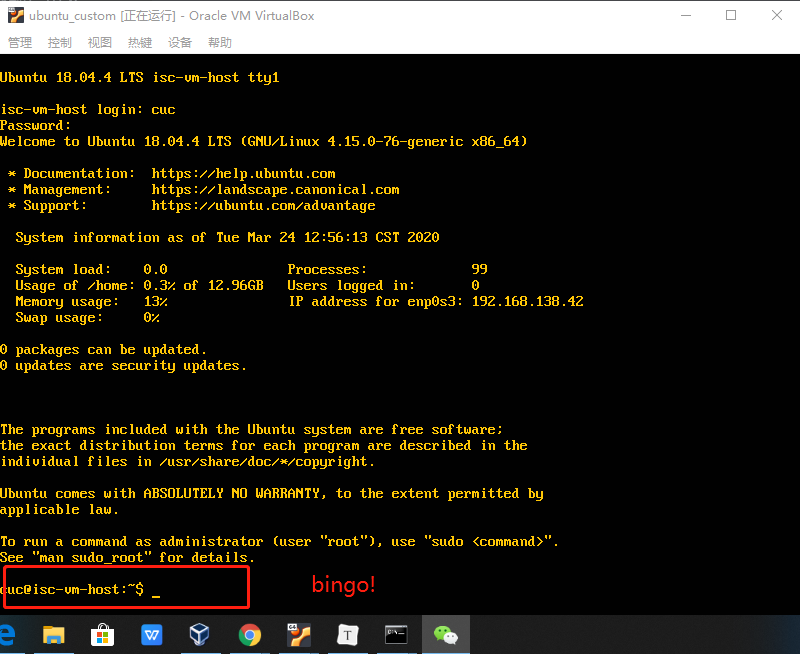 ubuntu_custom [正在运行] - Oracle VM VirtualBox
管理 控制 视图 热键 设备 帮助
Ubuntu 18.04.4 LTS isc-vm-host tty1
isc-vm-host login: cuc
Password:
Welcome to Ubuntu 18.04.4 LTS (GNU/Linux 4.15.0-76-generic x86_64)
* Documentation: https://help.ubuntu.com
* Management: https://landscape.canonical.com
* Support: https://ubuntu.com/advantage
System information as of Tue Mar 24 12:56:13 CST 2020
System load: 0.0 Processes: 99
Usage of /home: 0.3% of 12.96GB Users logged in: 0
Memory usage: 13% IP address for enp0s3: 192.168.138.42
Swap usage: 0%
0 packages can be updated.
0 updates are security updates.
The programs included with the Ubuntu system are free software;
the exact distribution terms for each program are described in the
individual files in /usr/share/doc/*/copyright.
Ubuntu comes with ABSOLUTELY NO WARRANTY, to the extent permitted by
applicable law.
To run a command as administrator (user "root"), use "sudo <command>".
See "man sudo_root" for details.
cuc@isc-vm-host:~$ _
bingo!